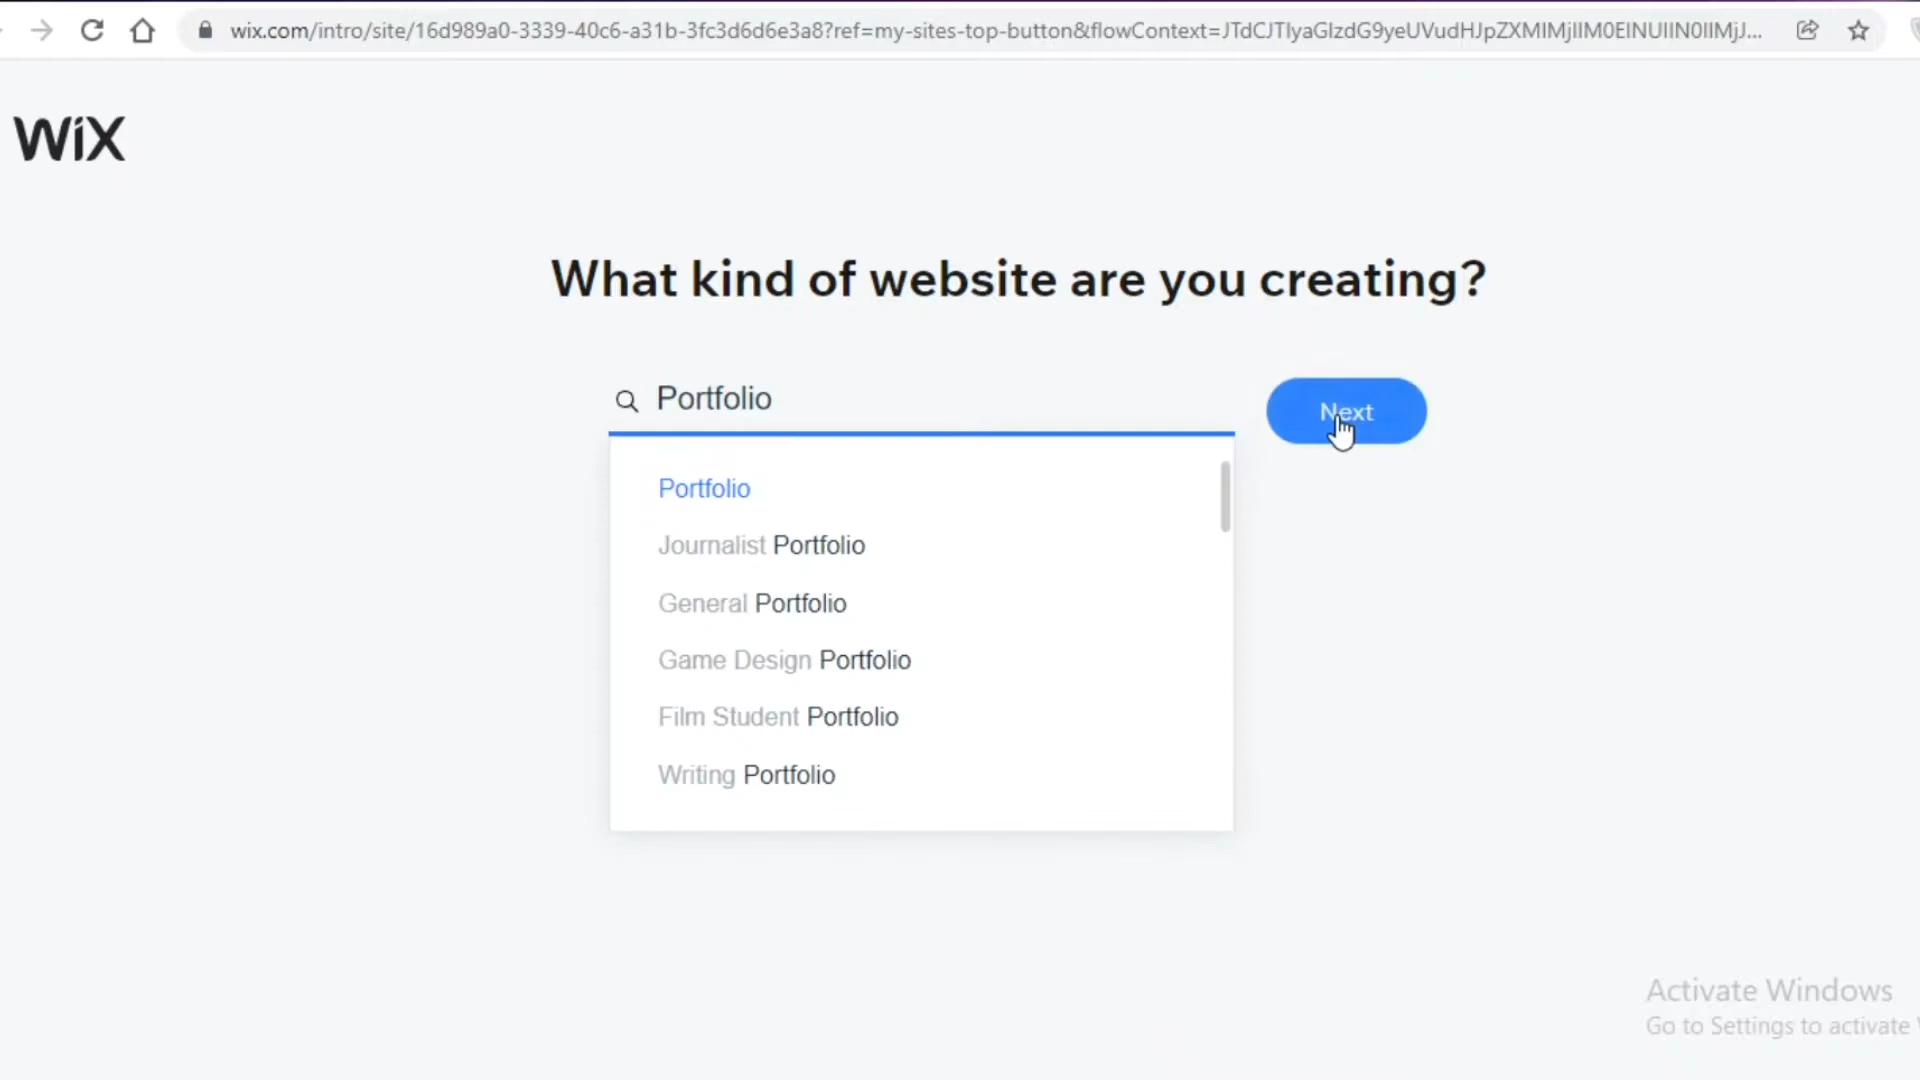 wix.com/intro/site/16d989a0-3339-40c6-a31b-3fc3d6d6e3a8?ref=my-sites-top-button&flowContext=JTdCJTIyaGlzdG9yeUVudHJpZXMlMjIlM0ElNUIlN0IlMjJ...
WiX
What kind of website are you creating?
Portfolio
Next
Portfolio
Journalist Portfolio
General Portfolio
Game Design Portfolio
Film Student Portfolio
Writing Portfolio
Activate Windows
Go to Settings to activate